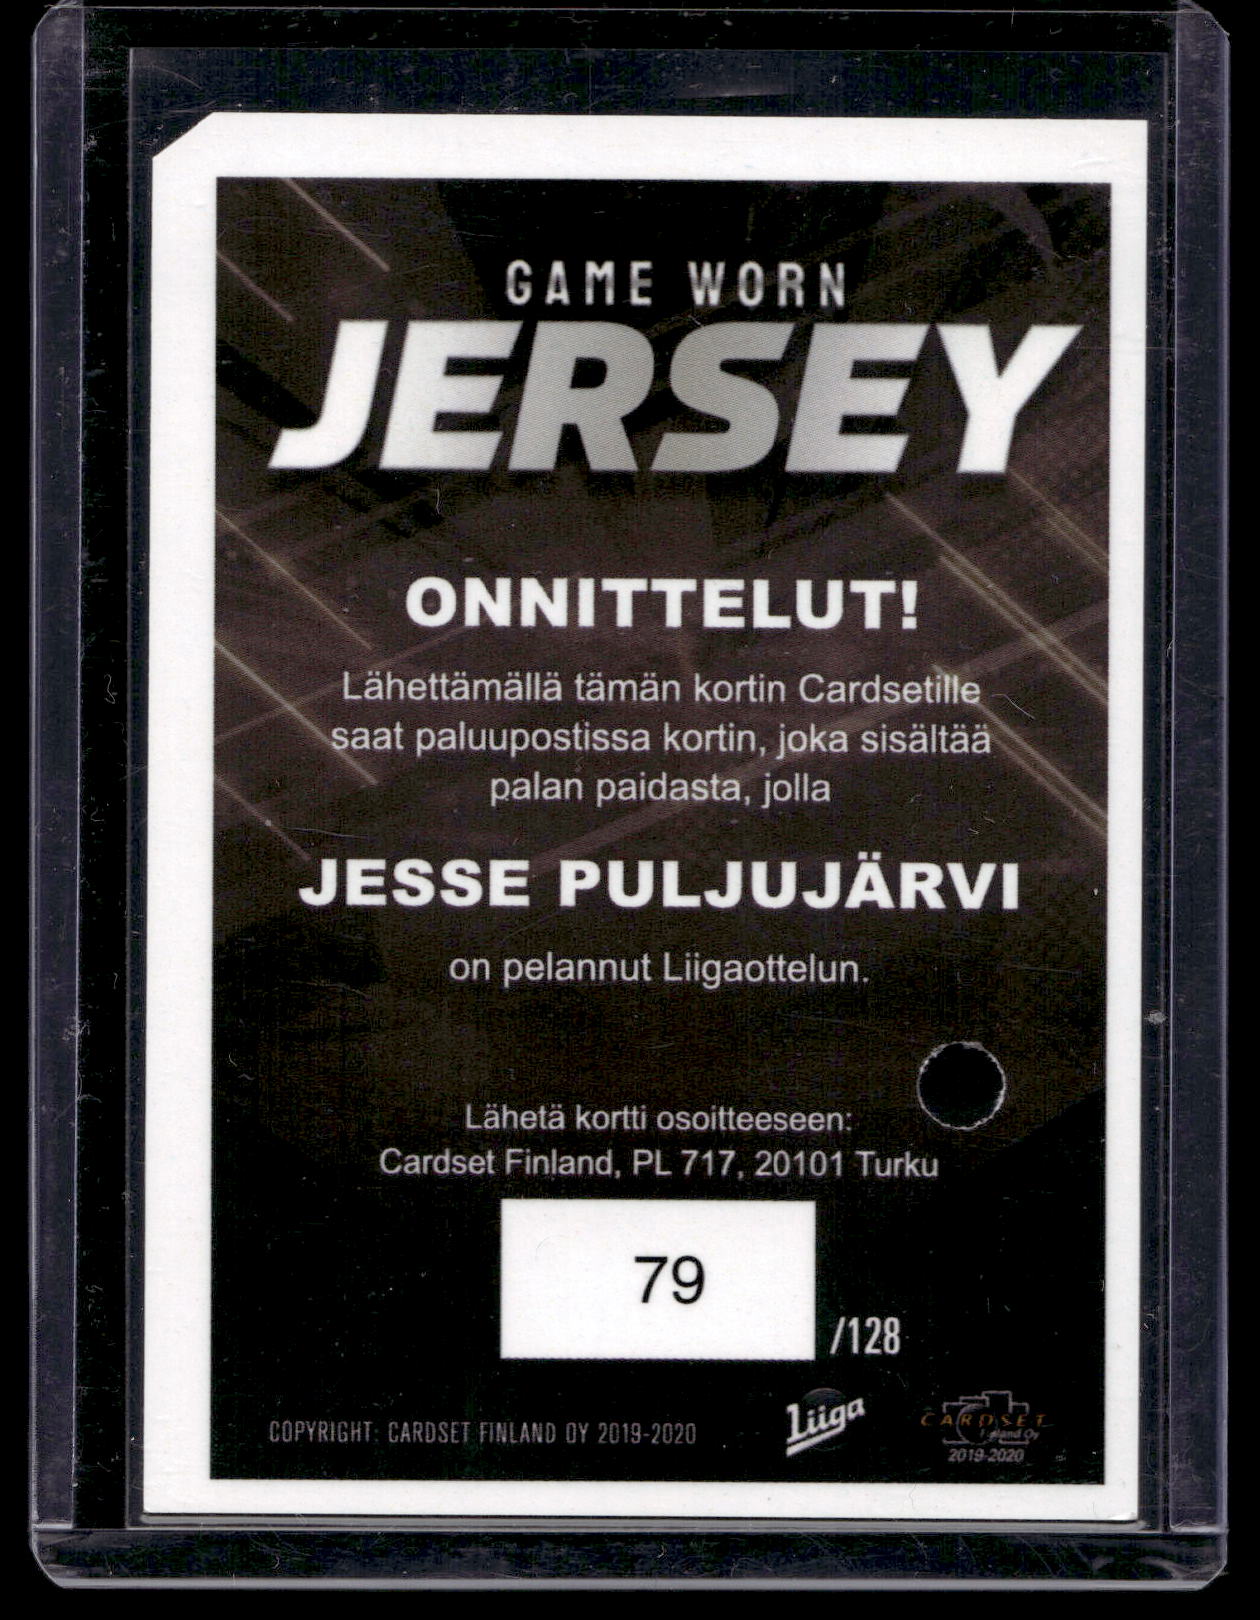 GAME WORN
JERSEY
ONNITTELUT!
Lähettämällä tämän kortin Cardsetille
saat paluupostissa kortin, joka sisältää
palan paidasta, jolla
JESSE PULJUJÄRVI
on pelannut Liigaottelun.
Lähetä kortti osoitteeseen:
Cardset Finland, PL 717, 20101 Turku
79
/128
COPYRIGHT: CARDSET FINLAND OY 2019-2020
Liiga
CARDSET
Finland Oy
2019-2020